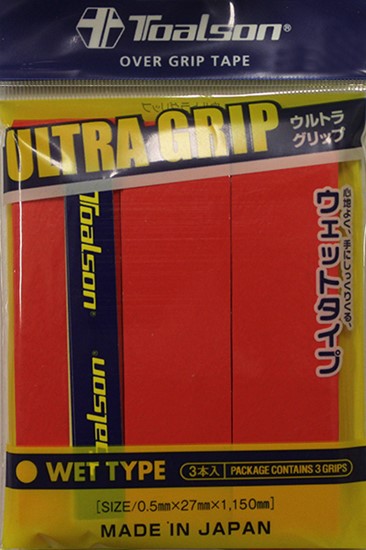 Toalson
OVER GRIP TAPE
ULTRA GRIP
ウルトラ
グリップ
ウェットタイプ
Toalson
Toalson
WET TYPE
3本入
PACKAGE CONTAINS 3 GRIPS
[SIZE/0.5mm×27mm×1,150mm]
MADE IN JAPAN